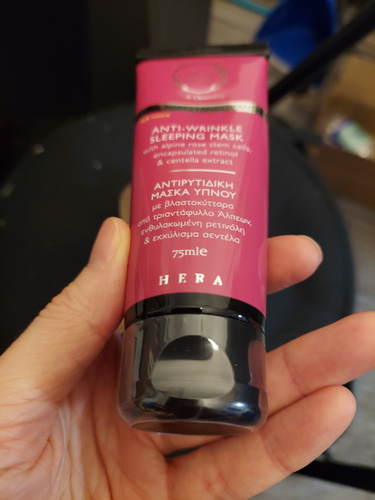 ANTI-WRINKLE
SLEEPING MASK
with alpine rose stem cells,
encapsulated retinol
& centella extract
ΑΝΤΙΡΥΤΙΔΙΚΗ
ΜΑΣΚΑ ΥΠΝΟΥ
με βλαστοκύτταρα
από τριαντάφυλλο Άλπεων,
ενθυλακωμένη ρετινόλη
& εκχύλισμα σεντέλα
75ml e
HERA